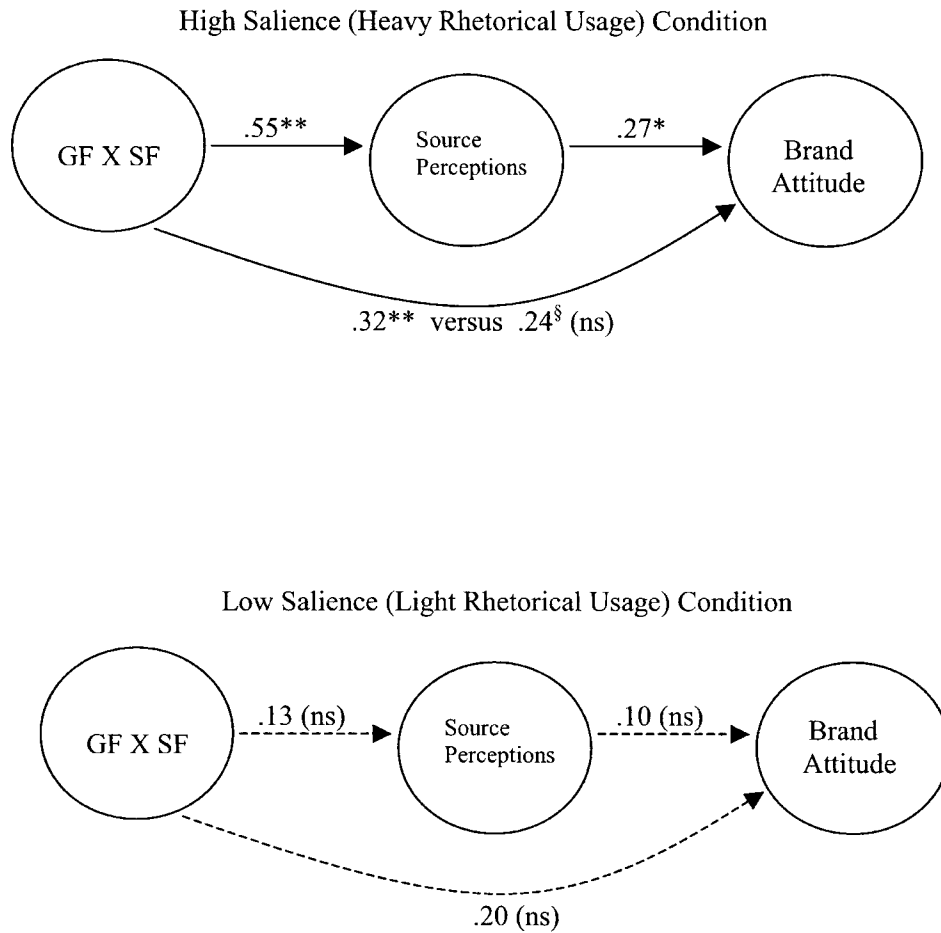 High Salience (Heavy Rhetorical Usage) Condition
GF X SF
.55**
Source
Perceptions
.27*
Brand
Attitude
.32** versus .24§ (ns)
Low Salience (Light Rhetorical Usage) Condition
GF X SF
.13 (ns)
Source
Perceptions
.10 (ns)
Brand
Attitude
.20 (ns)